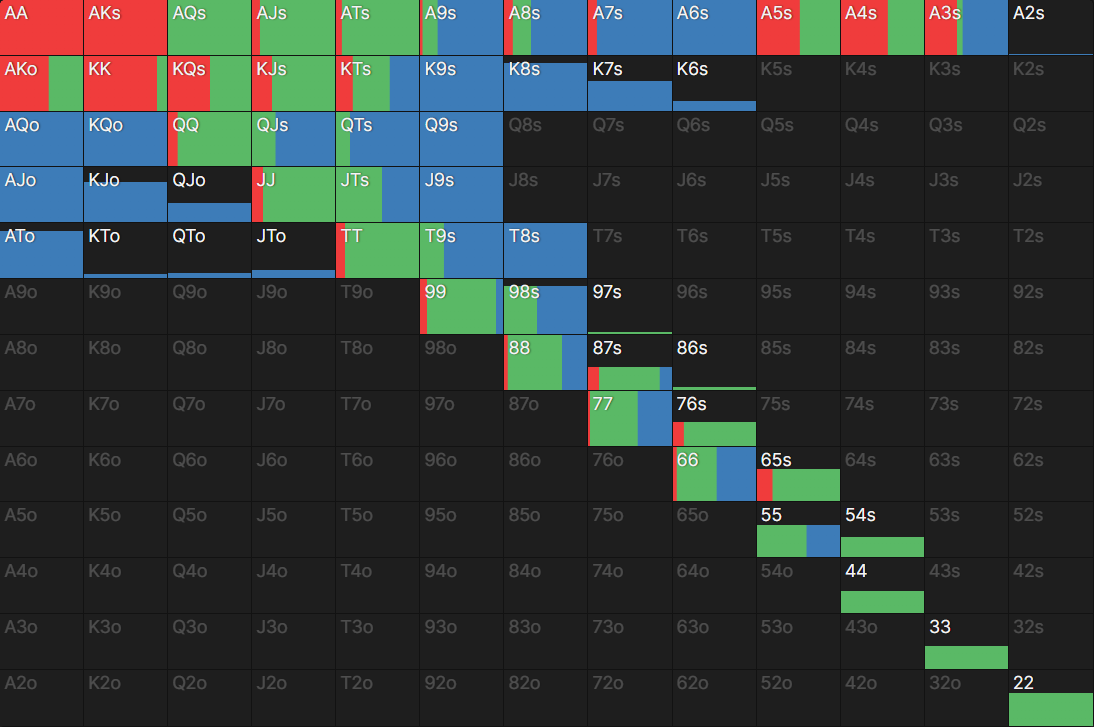 AA AKs AQs AJs ATs A9s A8s A7s A6s A5s A4s A3s A2s
AKo KK KQs KJs KTs K9s K8s K7s K6s K5s K4s K3s K2s
AQo KQo QQ QJs QTs Q9s Q8s Q7s Q6s Q5s Q4s Q3s Q2s
AJo KJo QJo JJ JTs J9s J8s J7s J6s J5s J4s J3s J2s
ATo KTo QTo JTo TT T9s T8s T7s T6s T5s T4s T3s T2s
A9o K9o Q9o J9o T9o 99 98s 97s 96s 95s 94s 93s 92s
A8o K8o Q8o J8o T8o 98o 88 87s 86s 85s 84s 83s 82s
A7o K7o Q7o J7o T7o 97o 87o 77 76s 75s 74s 73s 72s
A6o K6o Q6o J6o T6o 96o 86o 76o 66 65s 64s 63s 62s
A5o K5o Q5o J5o T5o 95o 85o 75o 65o 55 54s 53s 52s
A4o K4o Q4o J4o T4o 94o 84o 74o 64o 54o 44 43s 42s
A3o K3o Q3o J3o T3o 93o 83o 73o 63o 53o 43o 33 32s
A2o K2o Q2o J2o T2o 92o 82o 72o 62o 52o 42o 32o 22